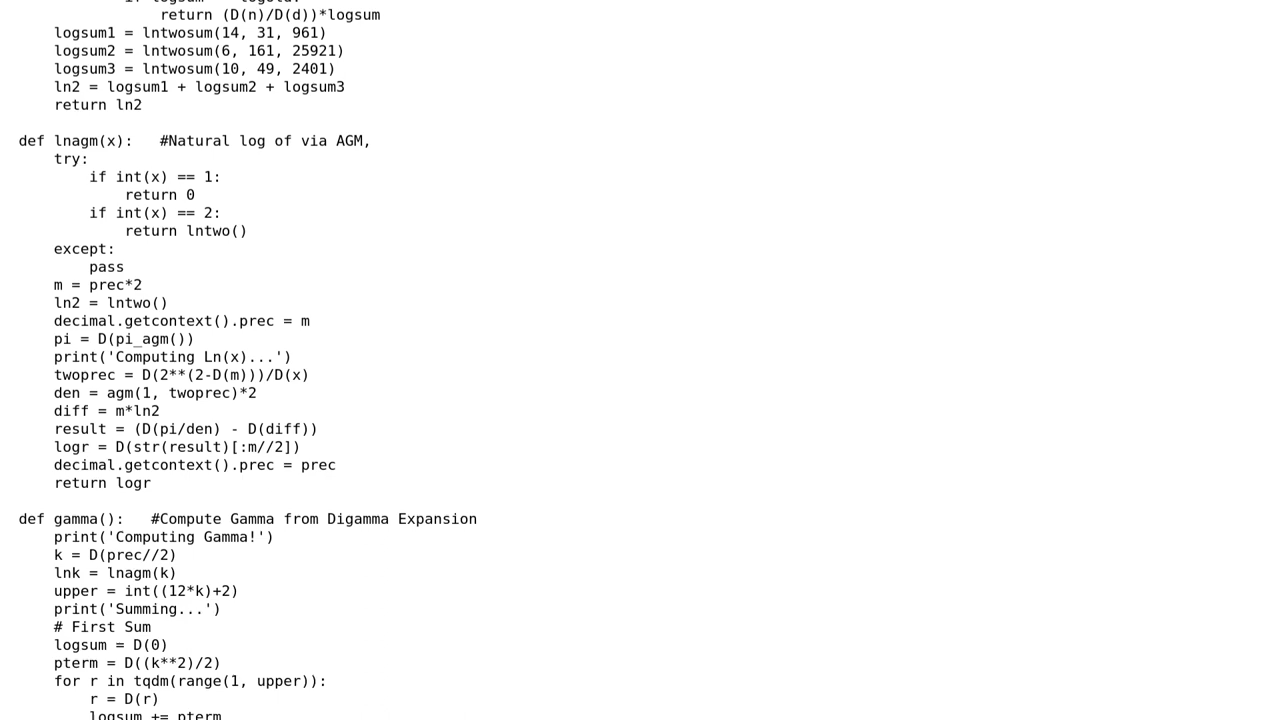 return (D(n)/D(d))*logsum
logsum1 = lntwosum(14, 31, 961)
logsum2 = lntwosum(6, 161, 25921)
logsum3 = lntwosum(10, 49, 2401)
ln2 = logsum1 + logsum2 + logsum3
return ln2
def lnagm(x):   #Natural log of via AGM,
try:
if int(x) == 1:
return 0
if int(x) == 2:
return lntwo()
except:
pass
m = prec*2
ln2 = lntwo()
decimal.getcontext().prec = m
pi = D(pi_agm())
print('Computing Ln(x)...')
twoprec = D(2**(2-D(m)))/D(x)
den = agm(1, twoprec)*2
diff = m*ln2
result = (D(pi/den) - D(diff))
logr = D(str(result)[:m//2])
decimal.getcontext().prec = prec
return logr
def gamma():   #Compute Gamma from Digamma Expansion
print('Computing Gamma!')
k = D(prec//2)
lnk = lnagm(k)
upper = int((12*k)+2)
print('Summing...')
# First Sum
logsum = D(0)
pterm = D((k**2)/2)
for r in tqdm(range(1, upper)):
r = D(r)
logsum += pterm